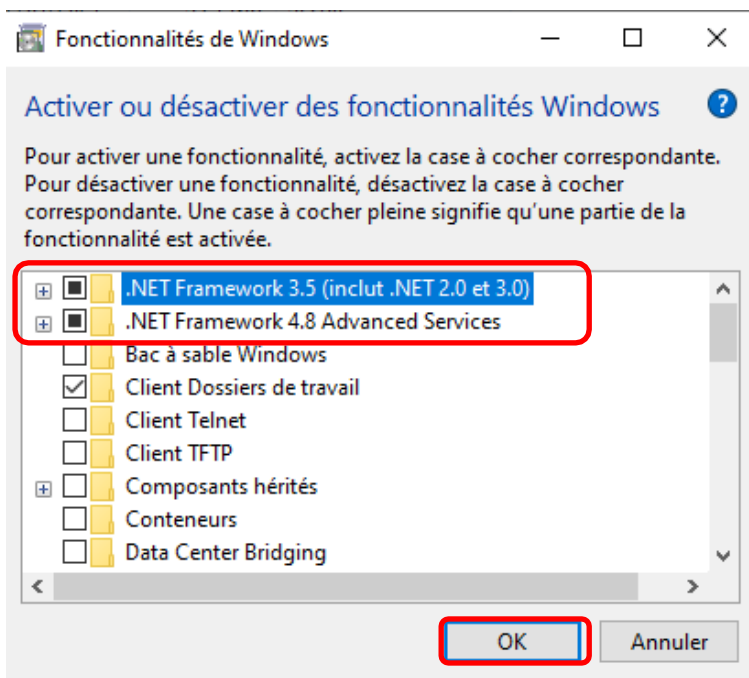 Fonctionnalités de Windows
Activer ou désactiver des fonctionnalités Windows
Pour activer une fonctionnalité, activez la case à cocher correspondante.
Pour désactiver une fonctionnalité, désactivez la case à cocher
correspondante. Une case à cocher pleine signifie qu'une partie de la
fonctionnalité est activée.
.NET Framework 3.5 (inclut .NET 2.0 et 3.0)
.NET Framework 4.8 Advanced Services
Bac à sable Windows
Client Dossiers de travail
Client Telnet
Client TFTP
Composants hérités
Conteneurs
Data Center Bridging
OK
Annuler